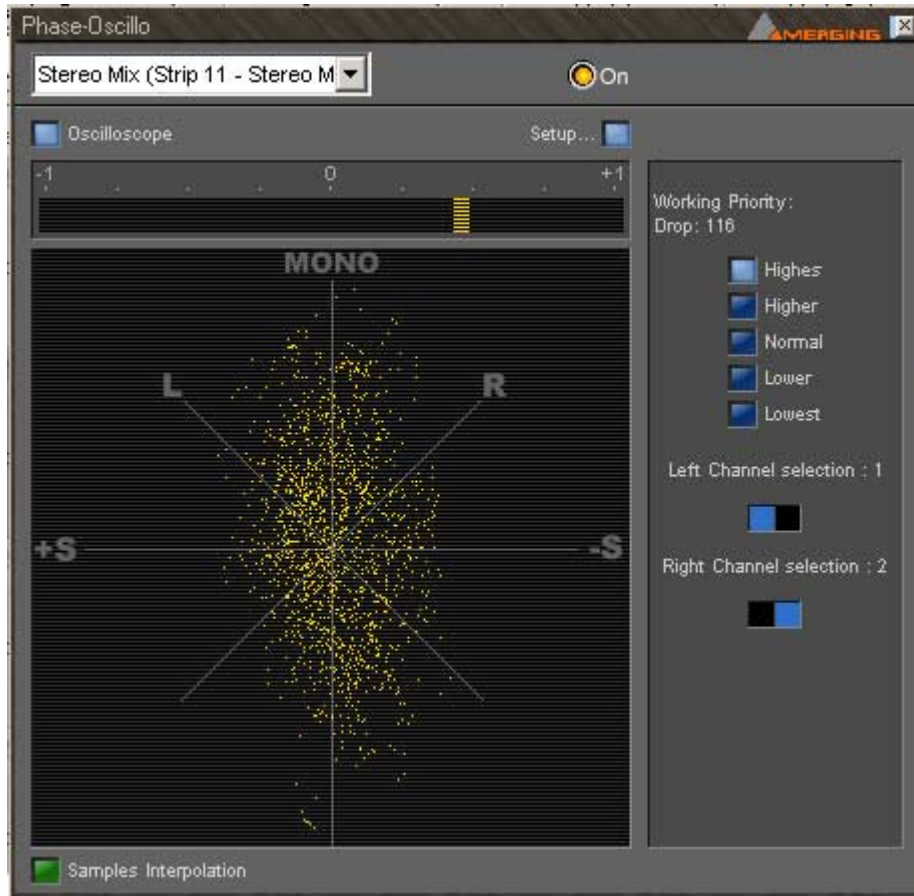 Phase-Oscillo
MERGING
Stereo Mix (Strip 11 - Stereo M
On
Oscilloscope
Setup...
-1 0 +1
Working Priority:
Drop: 116
Highes
Higher
Normal
Lower
Lowest
MONO
L R
+S -S
Left Channel selection : 1
Right Channel selection : 2
Samples Interpolation